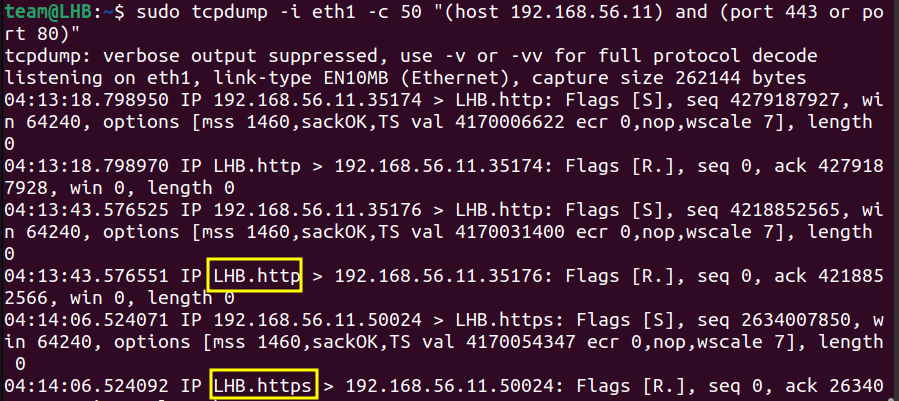 team@LHB:~$ sudo tcpdump -i eth1 -c 50 "(host 192.168.56.11) and (port 443 or po
rt 80)"
tcpdump: verbose output suppressed, use -v or -vv for full protocol decode
listening on eth1, link-type EN10MB (Ethernet), capture size 262144 bytes
04:13:18.798950 IP 192.168.56.11.35174 > LHB.http: Flags [S], seq 4279187927, wi
n 64240, options [mss 1460,sackOK,TS val 4170006622 ecr 0,nop,wscale 7], length
0
04:13:18.798970 IP LHB.http > 192.168.56.11.35174: Flags [R.], seq 0, ack 427918
7928, win 0, length 0
04:13:43.576525 IP 192.168.56.11.35176 > LHB.http: Flags [S], seq 4218852565, wi
n 64240, options [mss 1460,sackOK,TS val 4170031400 ecr 0,nop,wscale 7], length
0
04:13:43.576551 IP LHB.http > 192.168.56.11.35176: Flags [R.], seq 0, ack 421885
2566, win 0, length 0
04:14:06.524071 IP 192.168.56.11.50024 > LHB.https: Flags [S], seq 2634007850, w
in 64240, options [mss 1460,sackOK,TS val 4170054347 ecr 0,nop,wscale 7], length
0
04:14:06.524092 IP LHB.https > 192.168.56.11.50024: Flags [R.], seq 0, ack 26340